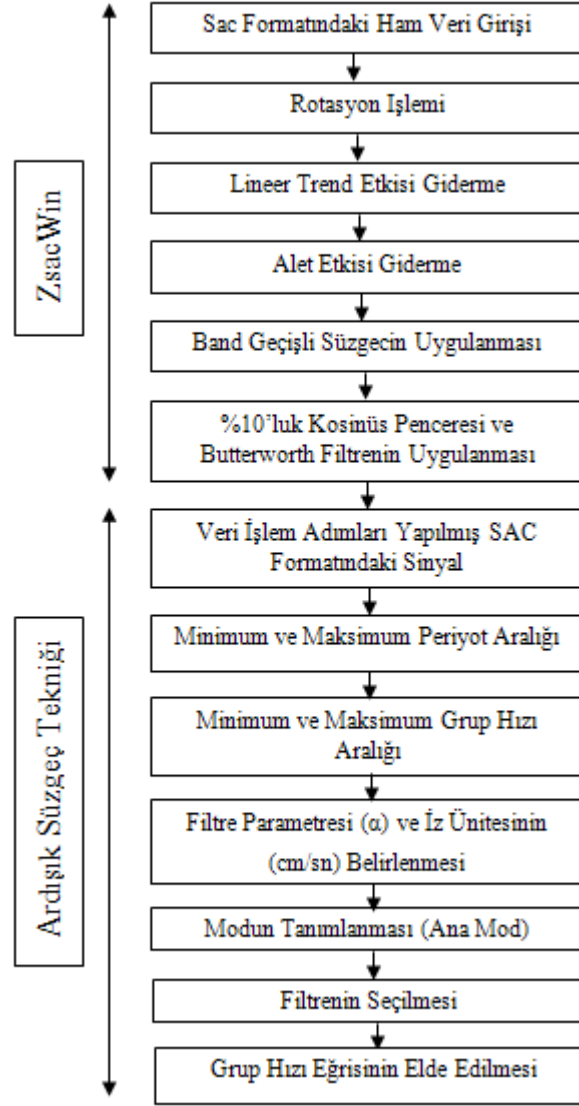 Sac Formatındaki Ham Veri Girişi
Rotasyon İşlemi
Lineer Trend Etkisi Giderme
Alet Etkisi Giderme
Band Geçişli Süzgecin Uygulanması
%10'luk Kosinüs Penceresi ve
Butterworth Filtrenin Uygulanması
ZsacWin
Veri İşlem Adımları Yapılmış SAC
Formatındaki Sinyal
Minimum ve Maksimum Periyot Aralığı
Minimum ve Maksimum Grup Hızı
Aralığı
Filtre Parametresi (α) ve İz Ünitesinin
(cm/sn) Belirlenmesi
Modun Tanımlanması (Ana Mod)
Filtrenin Seçilmesi
Grup Hızı Eğrisinin Elde Edilmesi
Ardışık Süzgeç Tekniği